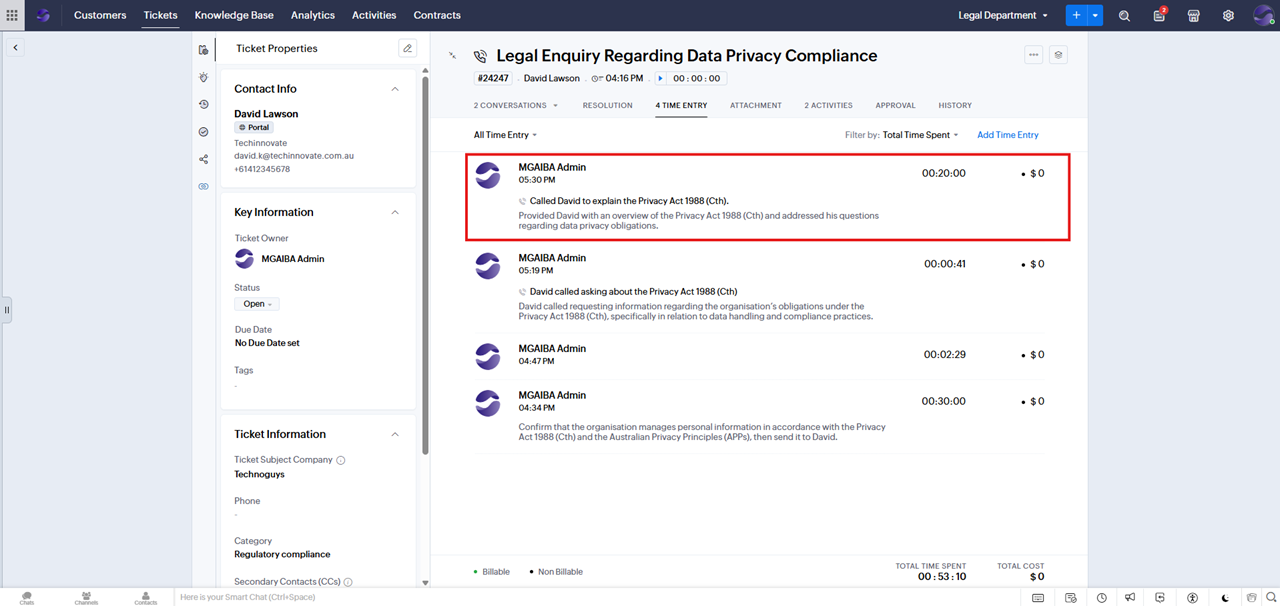 Customers
Tickets
Knowledge Base
Analytics
Activities
Contracts
Legal Department
2
Ticket Properties
Contact Info
David Lawson
Portal
Techinnovate
david.k@techinnovate.com.au
+61412345678
Key Information
Ticket Owner
MGAIBA Admin
Status
Open
Due Date
No Due Date set
Tags
-
Ticket Information
Ticket Subject Company
Technoguys
Phone
-
Category
Regulatory compliance
Secondary Contacts (CCs)
Legal Enquiry Regarding Data Privacy Compliance
#24247 David Lawson 04:16 PM 00 : 00 : 00
2 CONVERSATIONS
RESOLUTION
4 TIME ENTRY
ATTACHMENT
2 ACTIVITIES
APPROVAL
HISTORY
All Time Entry
Filter by: Total Time Spent
Add Time Entry
MGAIBA Admin
05:30 PM
00:20:00
$ 0
Called David to explain the Privacy Act 1988 (Cth).
Provided David with an overview of the Privacy Act 1988 (Cth) and addressed his questions
regarding data privacy obligations.
MGAIBA Admin
05:19 PM
00:00:41
$ 0
David called asking about the Privacy Act 1988 (Cth)
David called requesting information regarding the organisation's obligations under the
Privacy Act 1988 (Cth), specifically in relation to data handling and compliance practices.
MGAIBA Admin
04:47 PM
00:02:29
$ 0
MGAIBA Admin
04:34 PM
00:30:00
$ 0
Confirm that the organisation manages personal information in accordance with the Privacy
Act 1988 (Cth) and the Australian Privacy Principles (APPs), then send it to David.
Billable
Non Billable
TOTAL TIME SPENT
00 : 53 : 10
TOTAL COST
$ 0
Chats
Channels
Contacts
Here is your Smart Chat (Ctrl+Space)